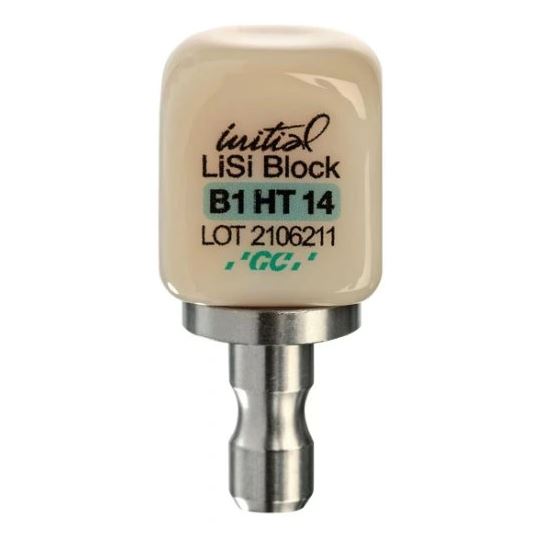 initial
LiSi Block
B1 HT 14
LOT 2106211
GC